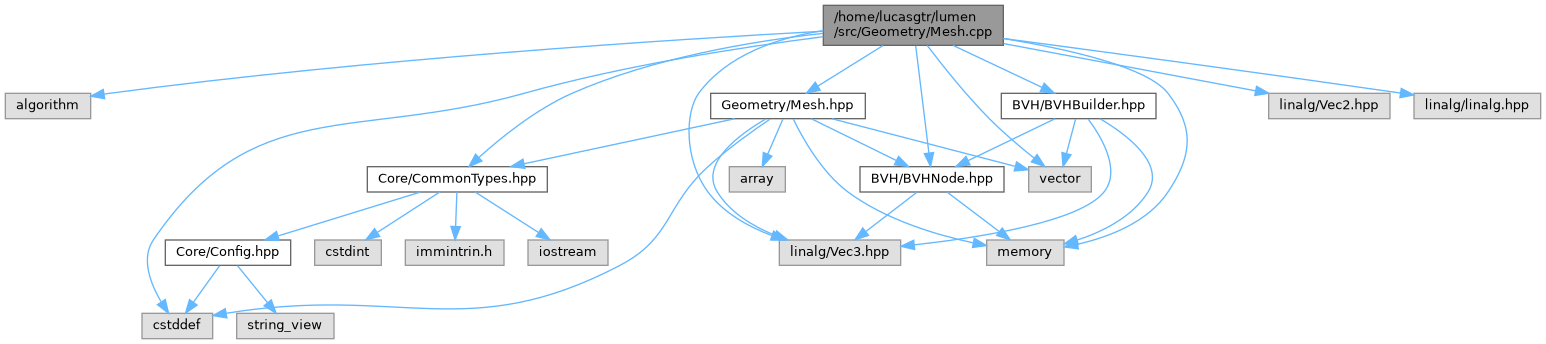 /home/lucasgtr/lumen
/src/Geometry/Mesh.cpp
algorithm
Geometry/Mesh.hpp
BVH/BVHBuilder.hpp
linalg/Vec2.hpp
linalg/linalg.hpp
Core/CommonTypes.hpp
array
BVH/BVHNode.hpp
vector
Core/Config.hpp
cstdint
immintrin.h
iostream
linalg/Vec3.hpp
memory
cstddef
string_view